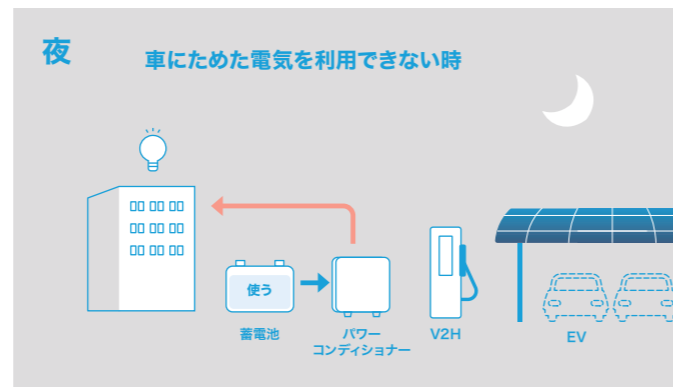 夜
車にためた電気を利用できない時
使う
蓄電池
パワー
コンディショナー
V2H
EV